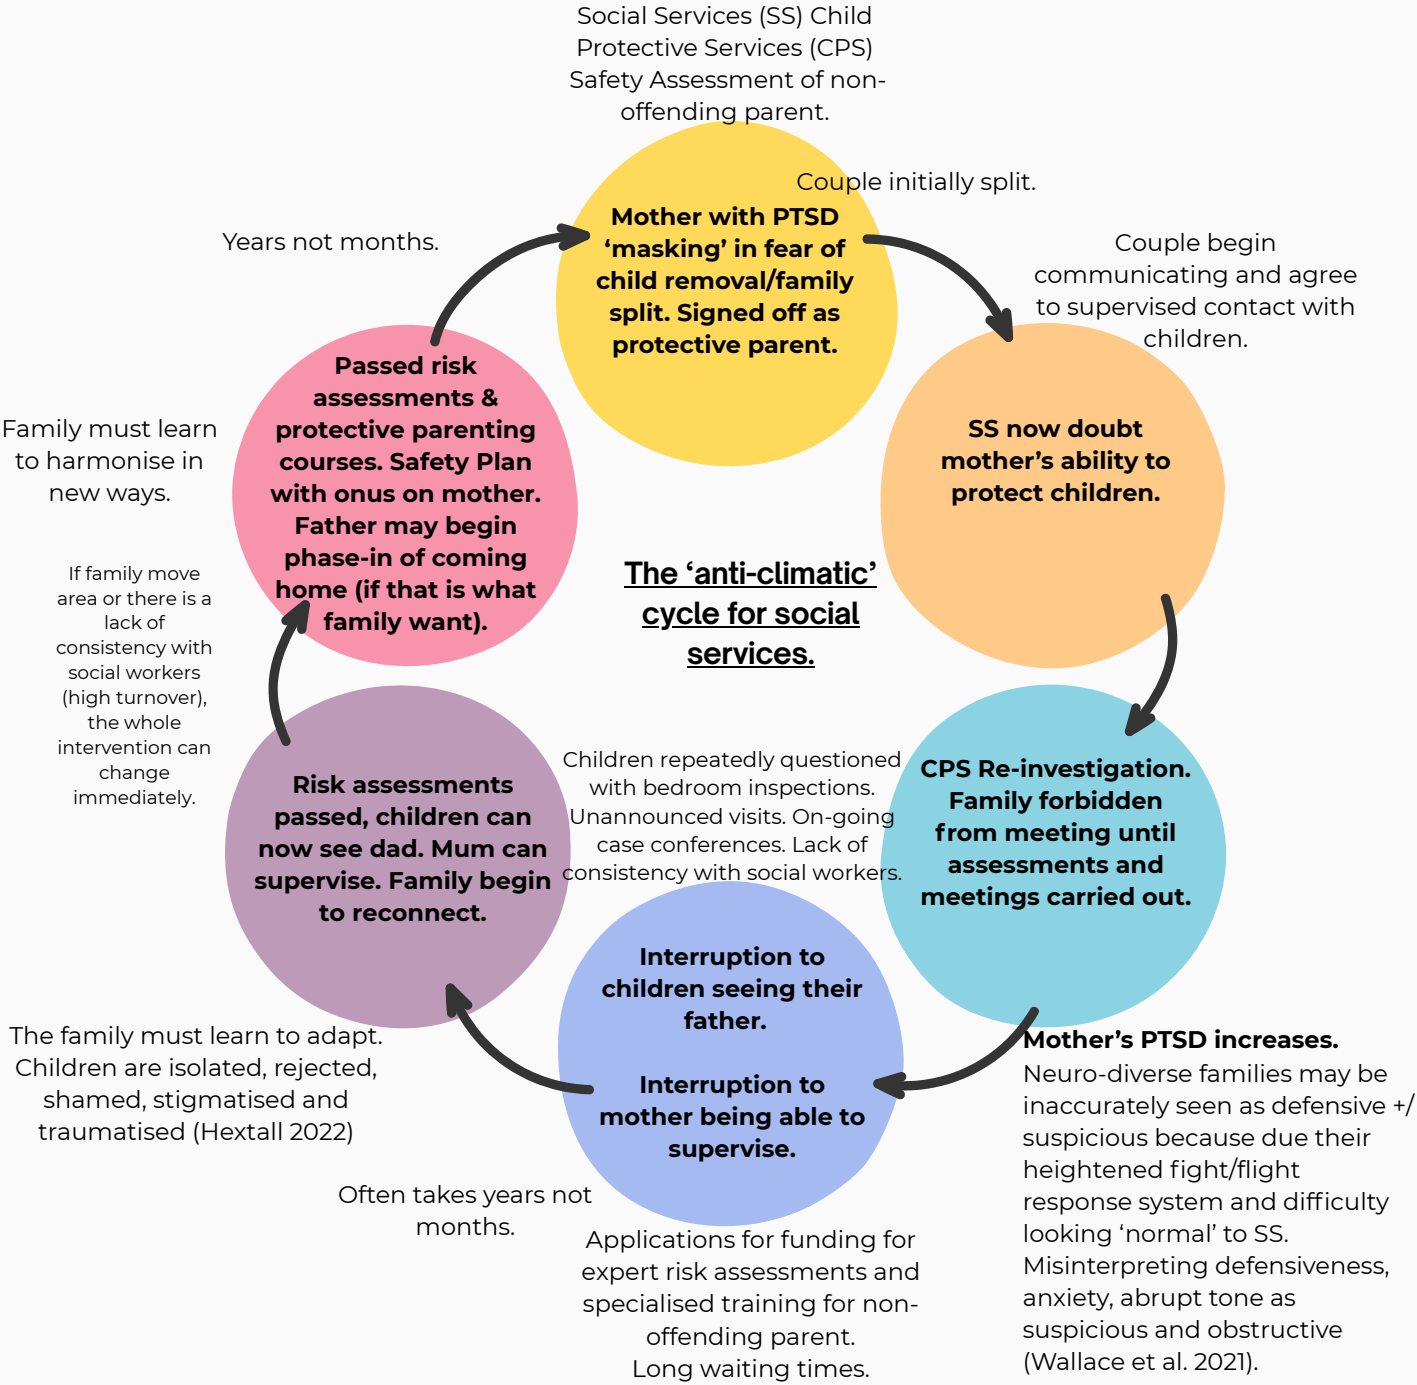 Social Services (SS) Child
Protective Services (CPS)
Safety Assessment of non-
offending parent.
Couple initially split.
Mother with PTSD
‘masking’ in fear of
child removal/family
split. Signed off as
protective parent.
Years not months.
Couple begin
communicating and agree
to supervised contact with
children.
SS now doubt
mother’s ability to
protect children.
Passed risk
assessments &
protective parenting
courses. Safety Plan
with onus on mother.
Father may begin
phase-in of coming
home (if that is what
family want).
Family must learn
to harmonise in
new ways.
If family move
area or there is a
lack of
consistency with
social workers
(high turnover),
the whole
intervention can
change
immediately.
The ‘anti-climatic’
cycle for social
services.
CPS Re-investigation.
Family forbidden
from meeting until
assessments and
meetings carried out.
Children repeatedly questioned
with bedroom inspections.
Unannounced visits. On-going
case conferences. Lack of
consistency with social workers.
Risk assessments
passed, children can
now see dad. Mum can
supervise. Family begin
to reconnect.
Interruption to
children seeing their
father.
Interruption to
mother being able to
supervise.
Mother’s PTSD increases.
Neuro-diverse families may be
inaccurately seen as defensive +/
suspicious because due their
heightened fight/flight
response system and difficulty
looking ‘normal’ to SS.
Misinterpreting defensiveness,
anxiety, abrupt tone as
suspicious and obstructive
(Wallace et al. 2021).
The family must learn to adapt.
Children are isolated, rejected,
shamed, stigmatised and
traumatised (Hextall 2022)
Often takes years not
months.
Applications for funding for
expert risk assessments and
specialised training for non-
offending parent.
Long waiting times.